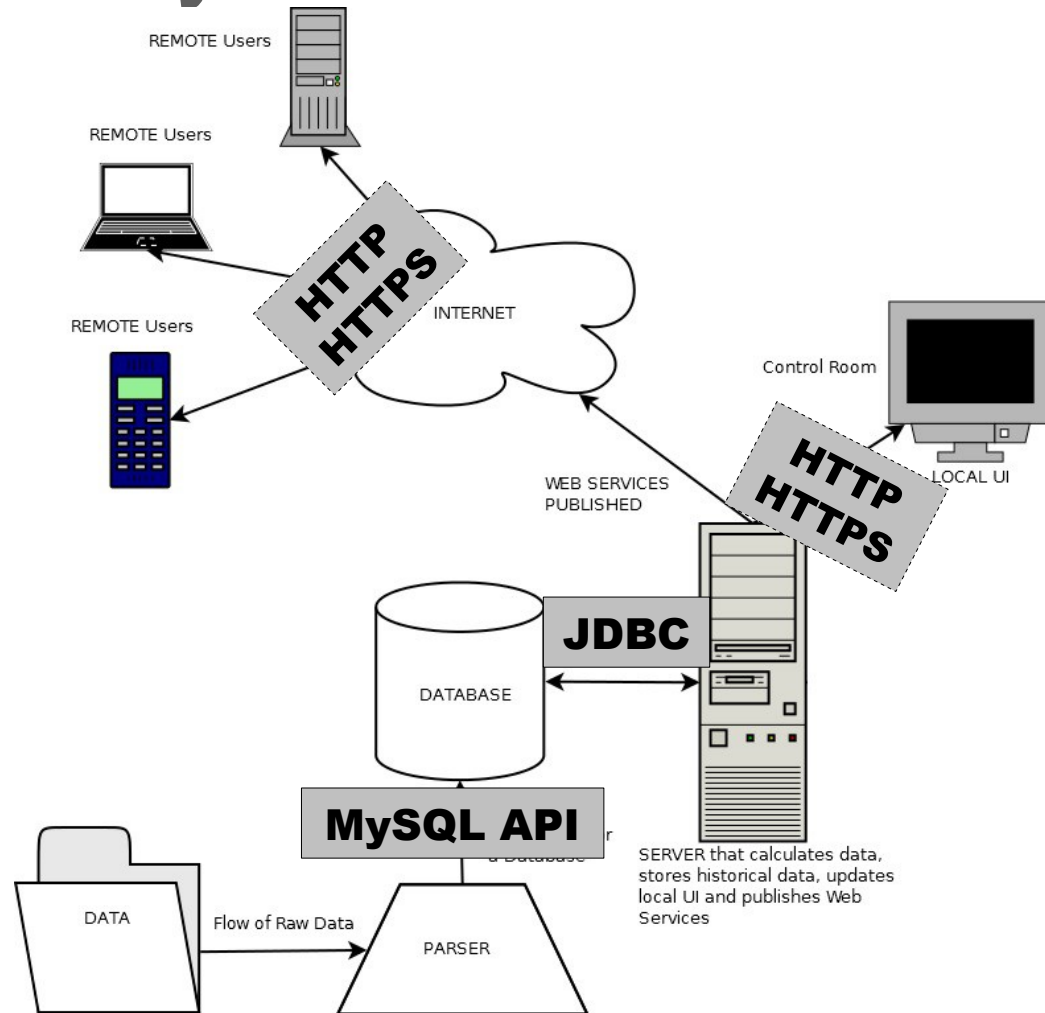 REMOTE Users
REMOTE Users
HTTP
HTTPS
INTERNET
REMOTE Users
Control Room
LOCAL UI
HTTP
HTTPS
WEB SERVICES
PUBLISHED
JDBC
DATABASE
MySQL API
a Database
SERVER that calculates data,
stores historical data, updates
local UI and publishes Web
Services
DATA
Flow of Raw Data
PARSER